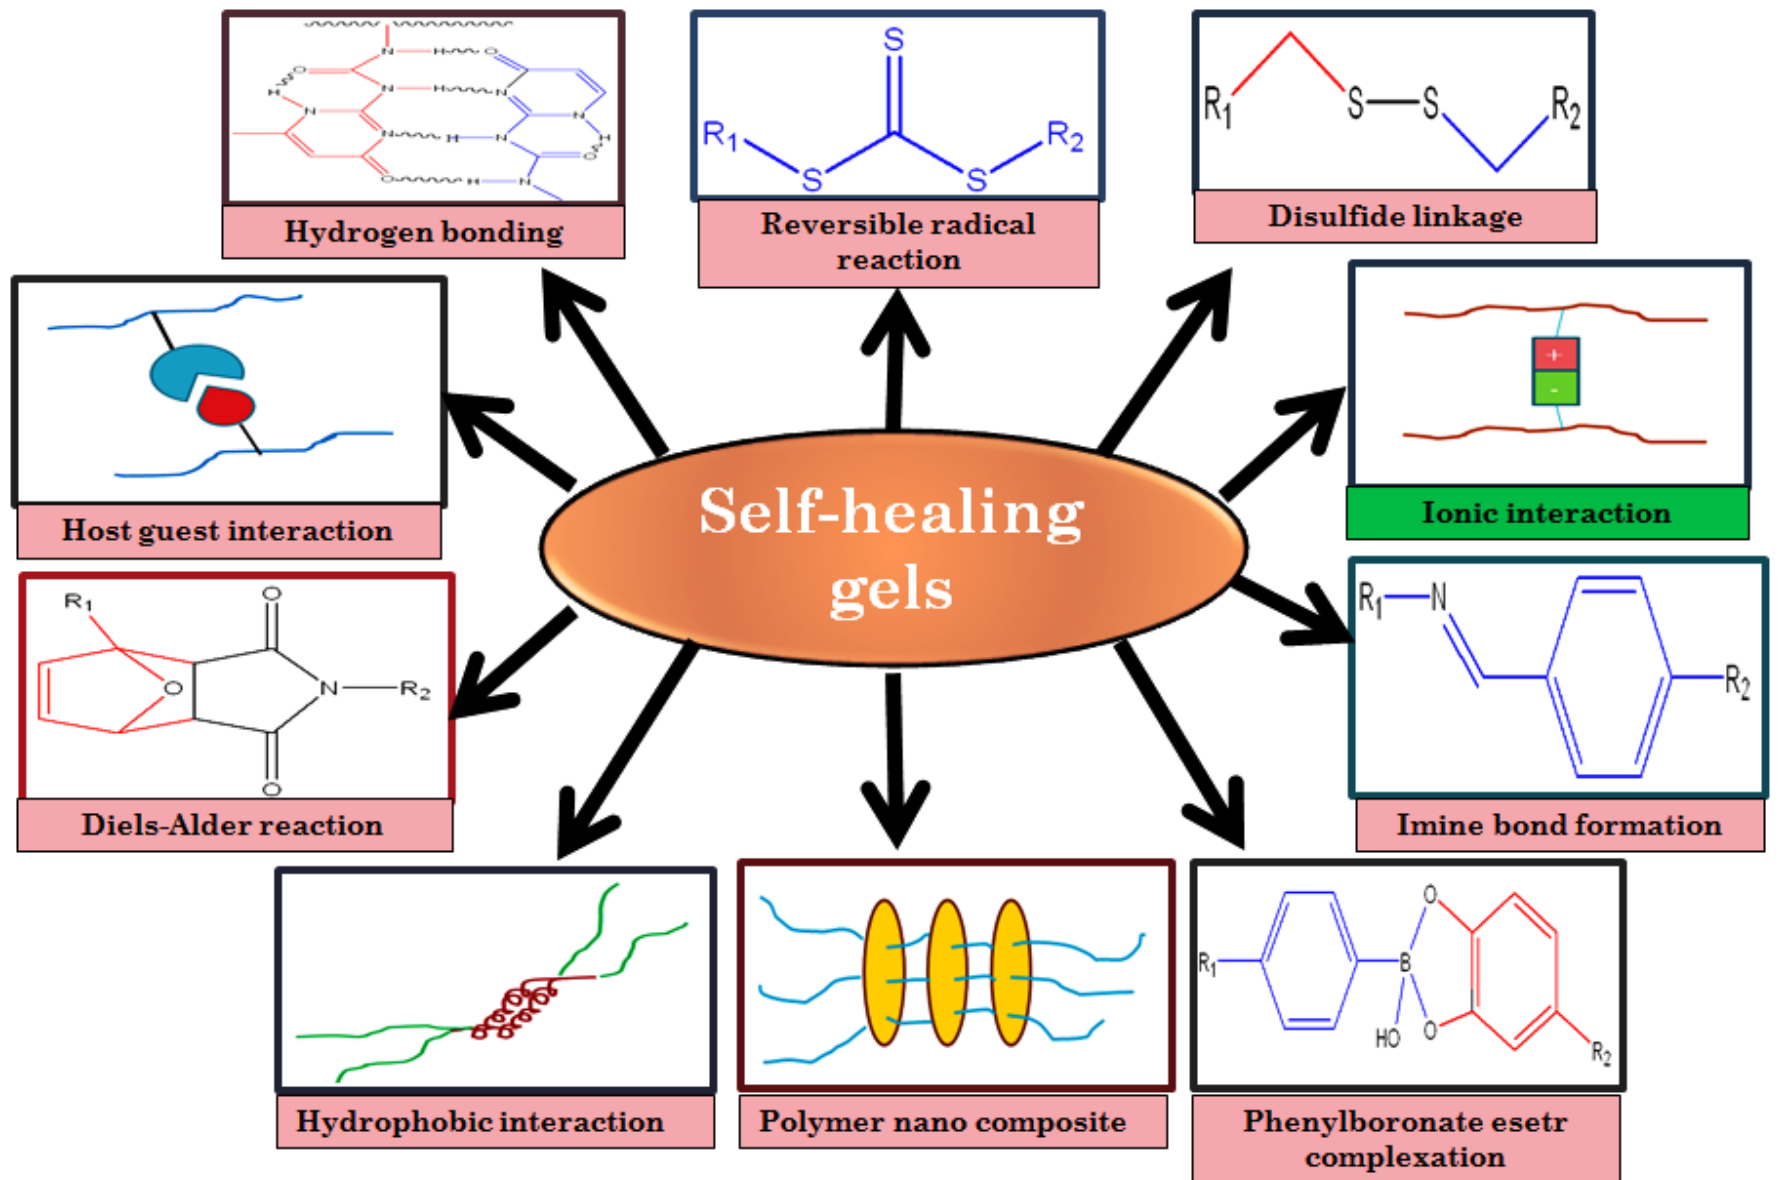 N H O
O N H N
H N N N H
N H N O
O H N
Hydrogen bonding
S
R1 S S R2
Reversible radical
reaction
R1 S S R2
Disulfide linkage
Host guest interaction
+
-
Ionic interaction
Self-healing
gels
R1 O
O N R2
O
Diels-Alder reaction
R1 N
R2
Imine bond formation
Hydrophobic interaction
Polymer nano composite
O
R1 B
HO O
R2
Phenylboronate esetr
complexation